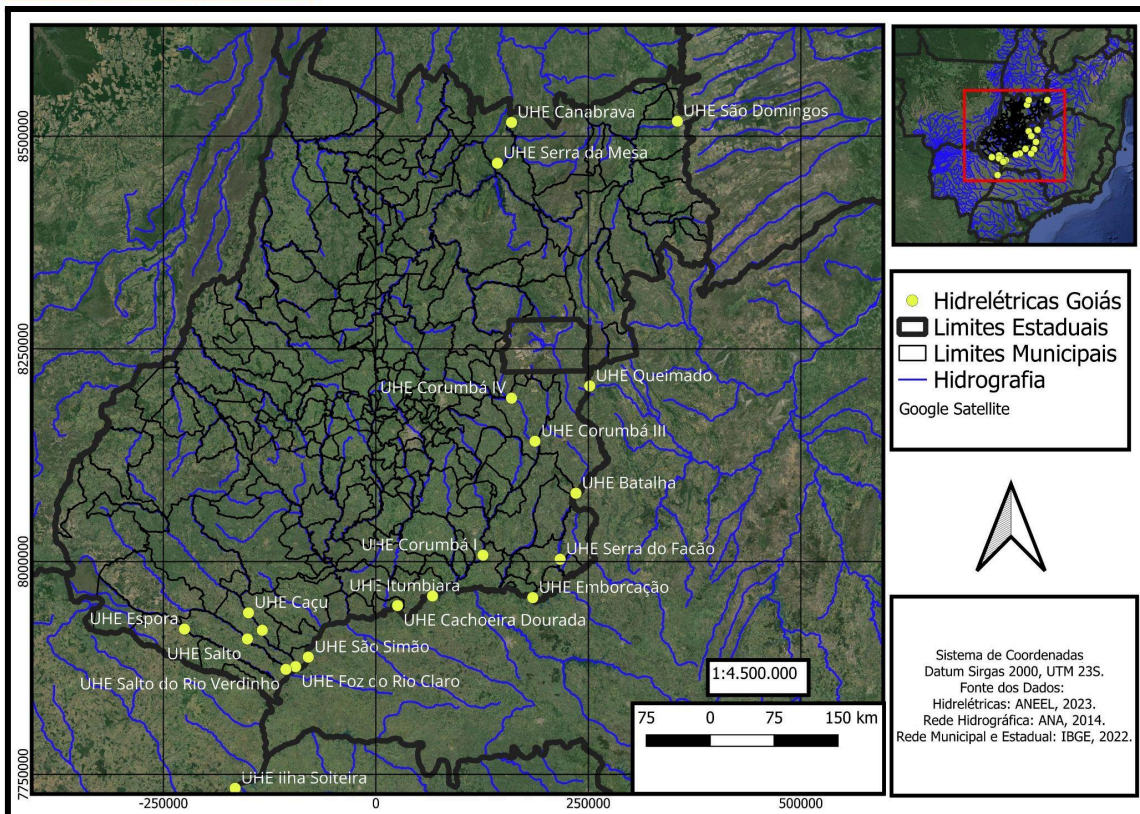 UHE Canabrava
UHE São Domingos
UHE Serra da Mesa
UHE Corumbá IV
UHE Queimado
UHE Corumbá III
UHE Batalha
UHE Corumbá I
UHE Serra do Facão
UHE Itumbiara
UHE Emborcação
UHE Caçu
UHE Cachoeira Dourada
UHE Espora
UHE Salto
UHE São Simão
UHE Salto do Rio Verdinho
UHE Foz do Rio Claro
UHE ilha Solteira
8500000
8250000
8000000
7750000
-250000
0
250000
500000
1:4.500.000
75 0 75 150 km
Hidrelétricas Goiás
Limites Estaduais
Limites Municipais
Hidrografia
Google Satellite
Sistema de Coordenadas
Datum Sirgas 2000, UTM 23S.
Fonte dos Dados:
Hidrelétricas: ANEEL, 2023.
Rede Hidrográfica: ANA, 2014.
Rede Municipal e Estadual: IBGE, 2022.